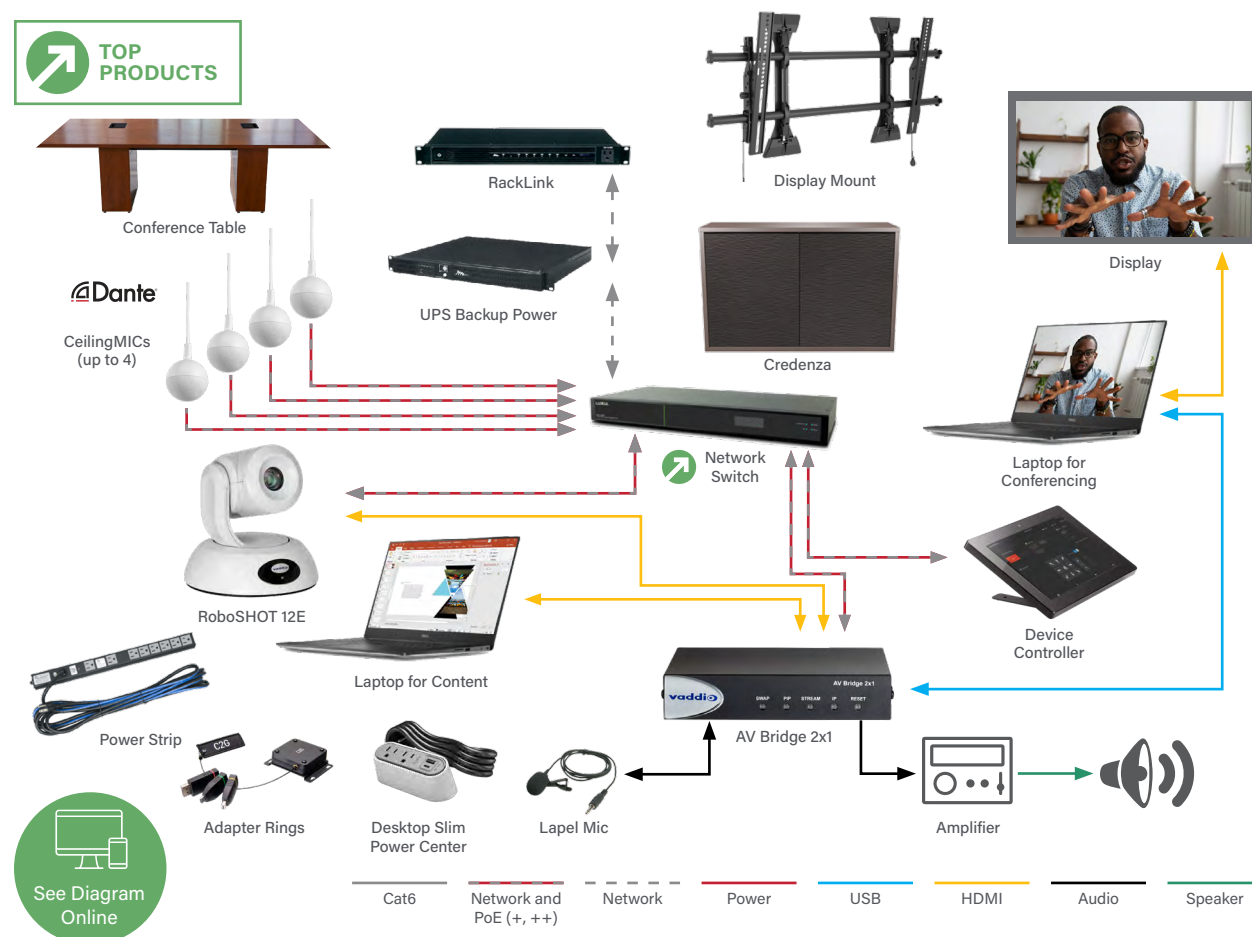 TOP
PRODUCTS
Conference Table
RackLink
Display Mount
Display
Dante
CeilingMICs
(up to 4)
UPS Backup Power
Credenza
Network
Switch
Laptop for
Conferencing
RoboSHOT 12E
Laptop for Content
Device
Controller
vaddio
AV Bridge 2x1
SWAP PIP STREAM IP RESET
AV Bridge 2x1
Power Strip
C2G
Adapter Rings
Desktop Slim
Power Center
Lapel Mic
Amplifier
See Diagram
Online
Cat6
Network and
PoE (+, ++)
Network
Power
USB
HDMI
Audio
Speaker